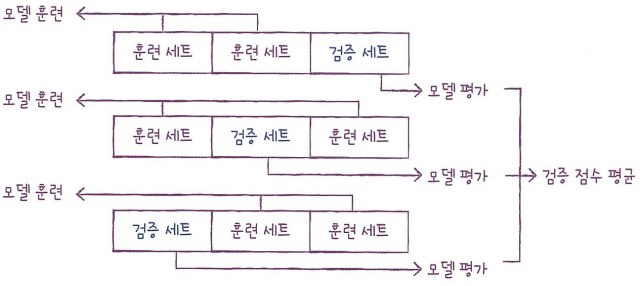 모델 훈련
훈련 세트 훈련 세트 검증 세트
모델 평가
모델 훈련
훈련 세트 검증 세트 훈련 세트
모델 평가 검증 점수 평균
모델 훈련
검증 세트 훈련 세트 훈련 세트
모델 평가